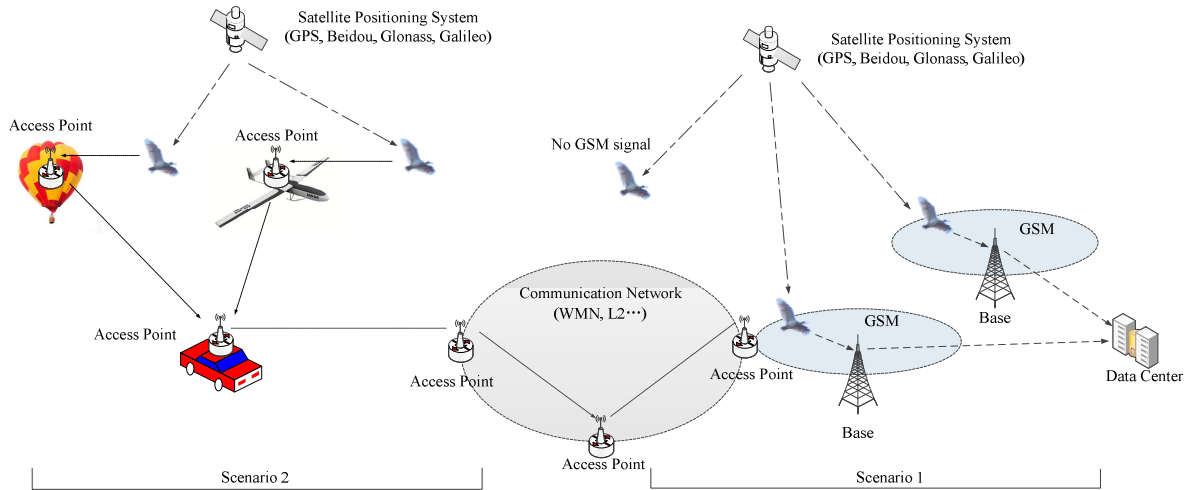 Satellite Positioning System
(GPS, Beidou, Glonass, Galileo)
Satellite Positioning System
(GPS, Beidou, Glonass, Galileo)
Access Point
Access Point
No GSM signal
GSM
Communication Network
(WMN, L2···)
Access Point
Base
GSM
Access Point
Access Point
Data Center
Base
Access Point
Scenario 2
Scenario 1